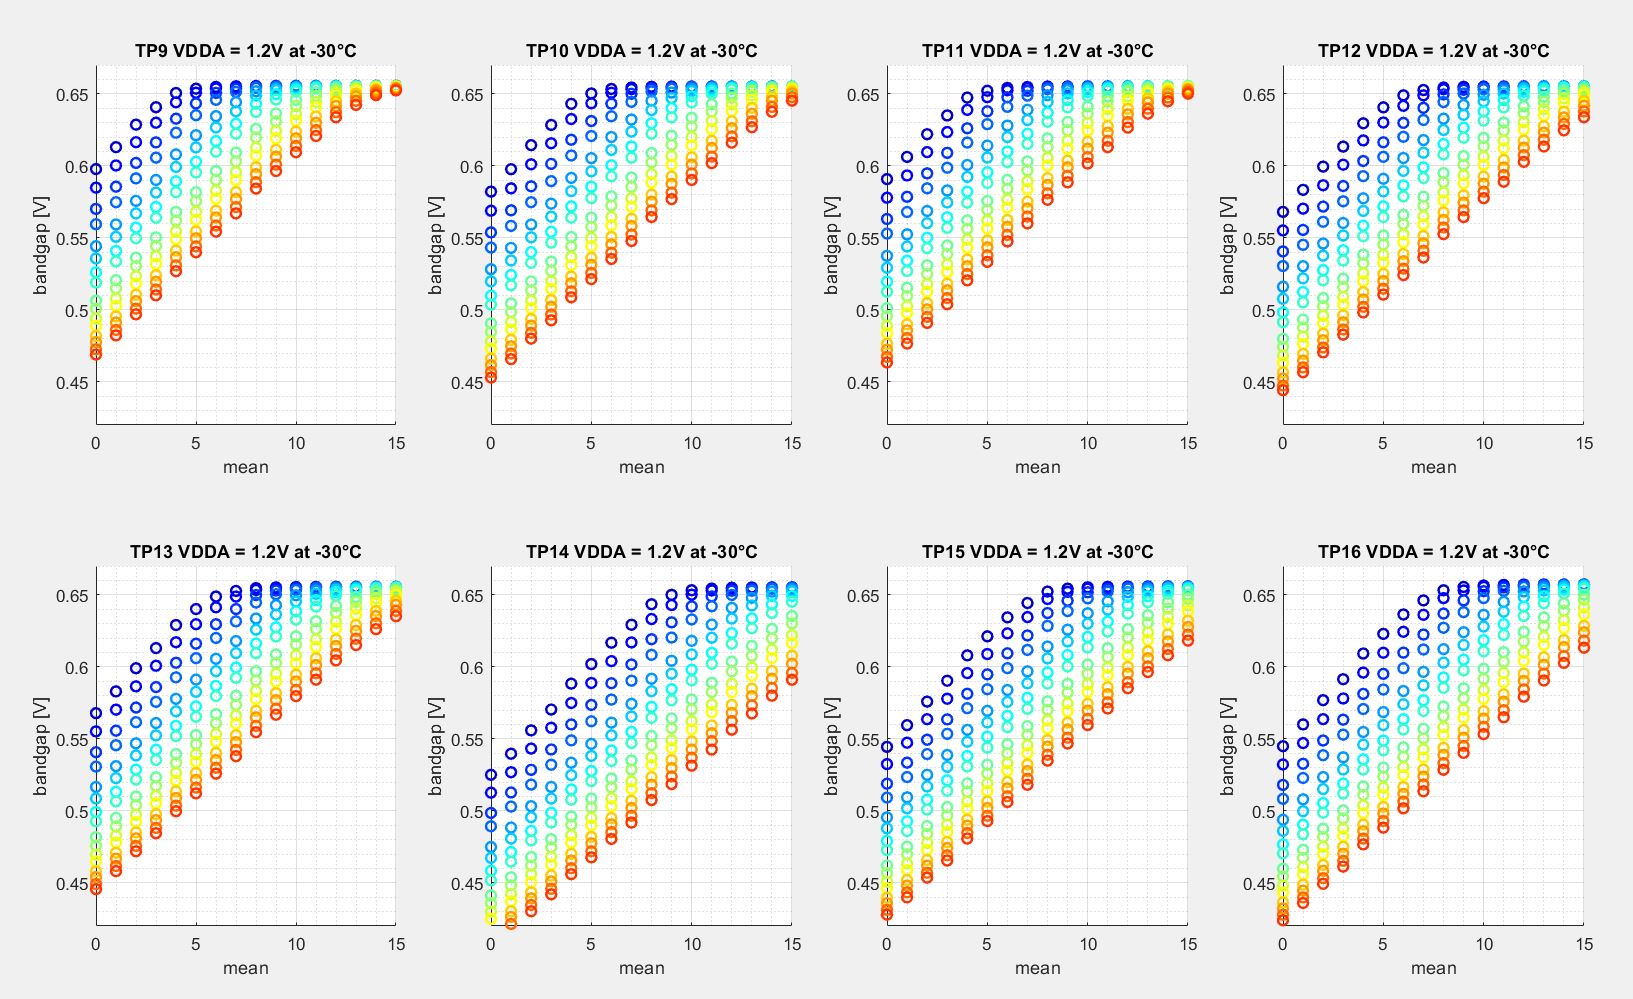 TP9 VDDA = 1.2V at -30°C
0.65
0.6
0.55
0.5
0.45
bandgap [V]
0 5 10 15
mean
TP10 VDDA = 1.2V at -30°C
0.65
0.6
0.55
0.5
0.45
bandgap [V]
0 5 10 15
mean
TP11 VDDA = 1.2V at -30°C
0.65
0.6
0.55
0.5
0.45
bandgap [V]
0 5 10 15
mean
TP12 VDDA = 1.2V at -30°C
0.65
0.6
0.55
0.5
0.45
bandgap [V]
0 5 10 15
mean
TP13 VDDA = 1.2V at -30°C
0.65
0.6
0.55
0.5
0.45
bandgap [V]
0 5 10 15
mean
TP14 VDDA = 1.2V at -30°C
0.65
0.6
0.55
0.5
0.45
bandgap [V]
0 5 10 15
mean
TP15 VDDA = 1.2V at -30°C
0.65
0.6
0.55
0.5
0.45
bandgap [V]
0 5 10 15
mean
TP16 VDDA = 1.2V at -30°C
0.65
0.6
0.55
0.5
0.45
bandgap [V]
0 5 10 15
mean